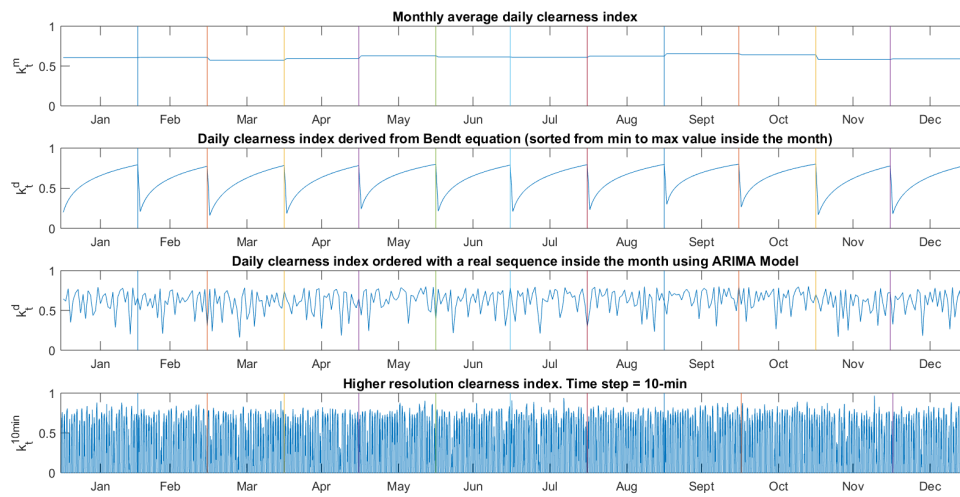 Monthly average daily clearness index
1
0.5
0
k_t^m
Jan Feb Mar Apr May Jun Jul Aug Sept Oct Nov Dec
Daily clearness index derived from Bendt equation (sorted from min to max value inside the month)
1
0.5
0
k_t^d
Jan Feb Mar Apr May Jun Jul Aug Sept Oct Nov Dec
Daily clearness index ordered with a real sequence inside the month using ARIMA Model
1
0.5
0
k_t^d
Jan Feb Mar Apr May Jun Jul Aug Sept Oct Nov Dec
Higher resolution clearness index. Time step = 10-min
1
0.5
0
k_t^10min
Jan Feb Mar Apr May Jun Jul Aug Sept Oct Nov Dec